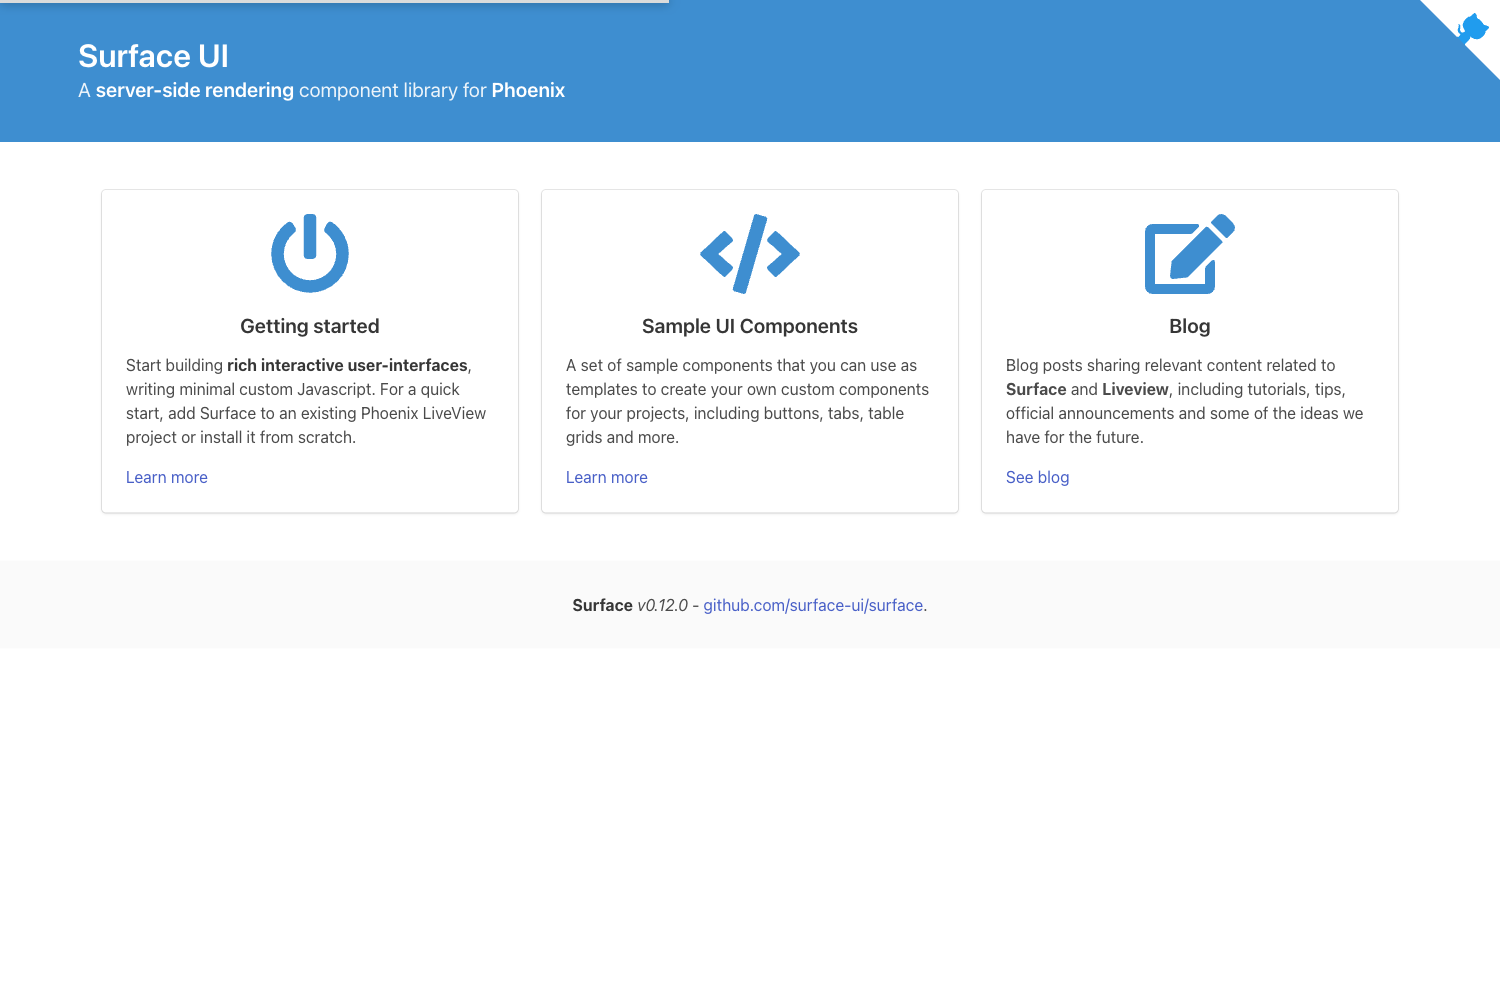 Surface UI
A server-side rendering component library for Phoenix
Getting started
Start building rich interactive user-interfaces,
writing minimal custom Javascript. For a quick
start, add Surface to an existing Phoenix LiveView
project or install it from scratch.
Learn more
Sample UI Components
A set of sample components that you can use as
templates to create your own custom components
for your projects, including buttons, tabs, table
grids and more.
Learn more
Blog
Blog posts sharing relevant content related to
Surface and Liveview, including tutorials, tips,
official announcements and some of the ideas we
have for the future.
See blog
Surface v0.12.0 - github.com/surface-ui/surface.